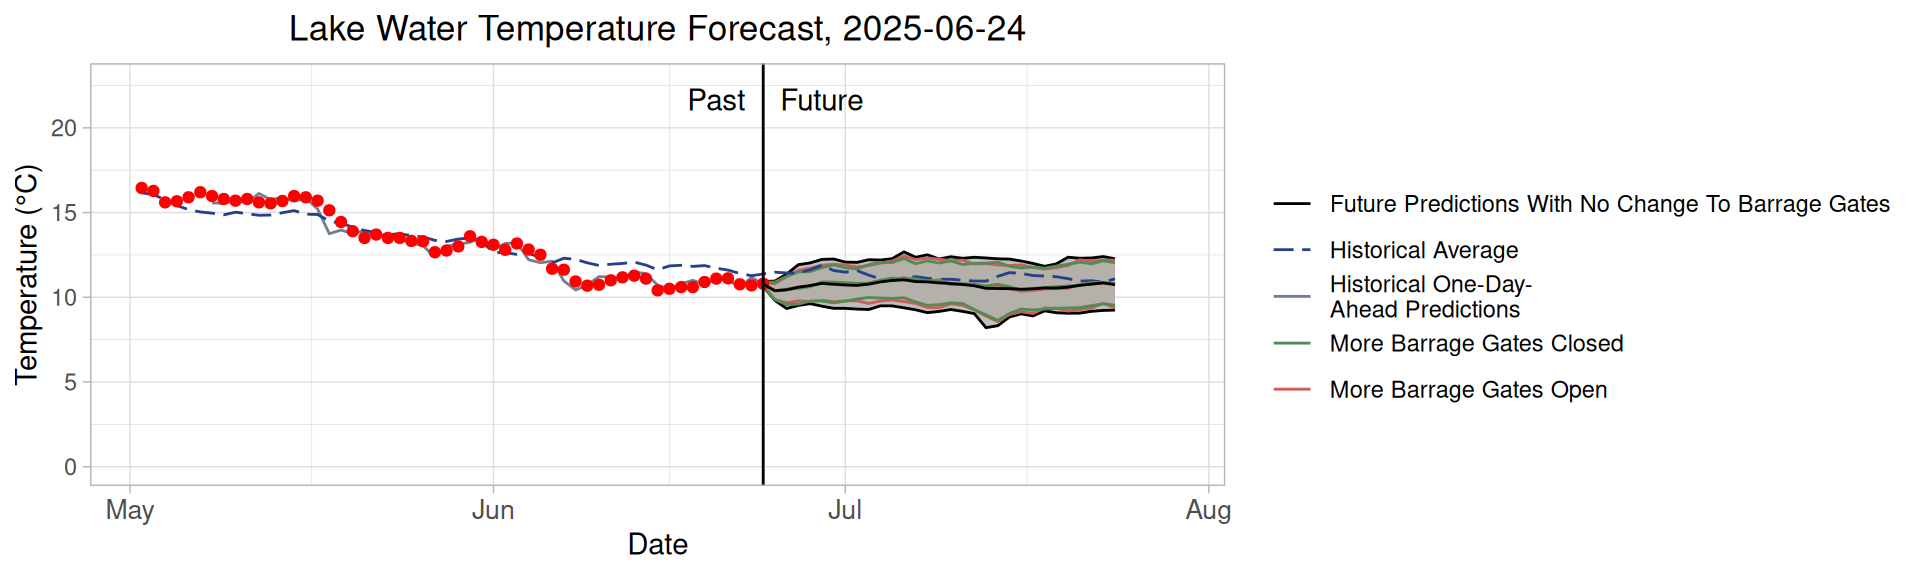 Lake Water Temperature Forecast, 2025-06-24
Past
Future
20
15
10
5
0
Temperature (°C)
May
Jun
Jul
Aug
Date
Future Predictions With No Change To Barrage Gates
Historical Average
Historical One-Day-
Ahead Predictions
More Barrage Gates Closed
More Barrage Gates Open